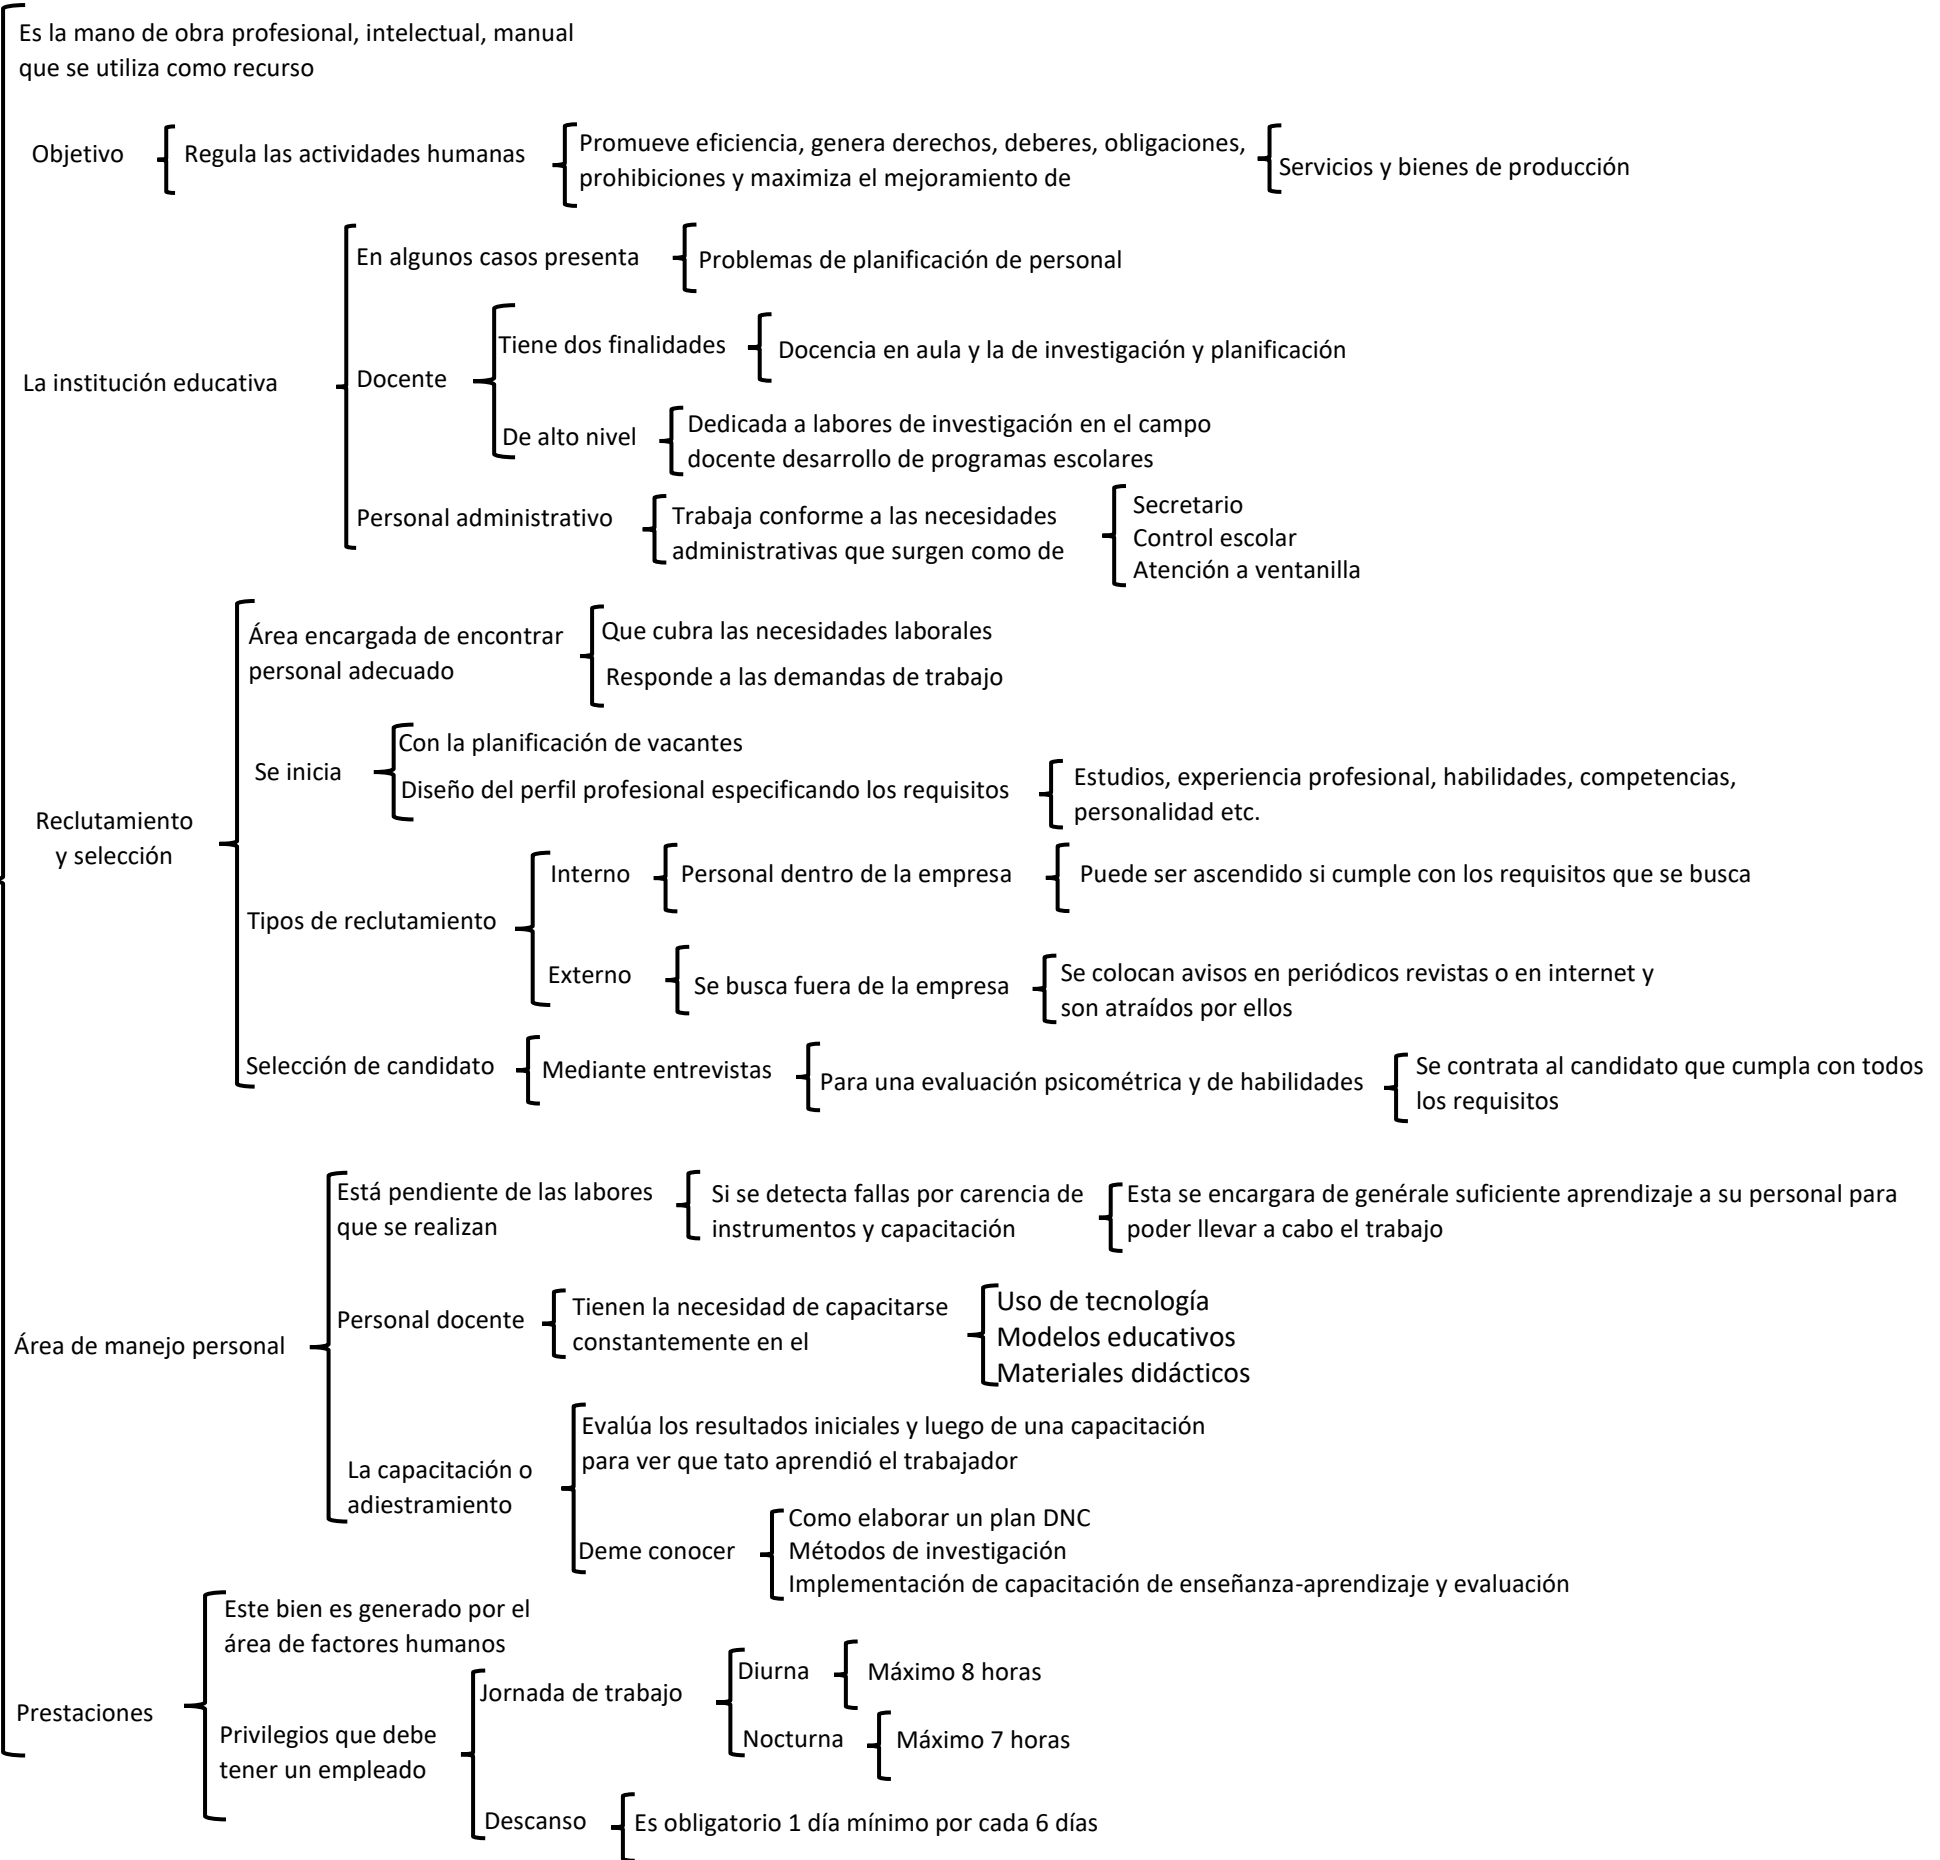 Es la mano de obra profesional, intelectual, manual
que se utiliza como recurso
Objetivo
Regula las actividades humanas
Promueve eficiencia, genera derechos, deberes, obligaciones,
prohibiciones y maximiza el mejoramiento de
Servicios y bienes de producción
La institución educativa
En algunos casos presenta
Problemas de planificación de personal
Docente
Tiene dos finalidades
Docencia en aula y la de investigación y planificación
De alto nivel
Dedicada a labores de investigación en el campo
docente desarrollo de programas escolares
Personal administrativo
Trabaja conforme a las necesidades
administrativas que surgen como de
Secretario
Control escolar
Atención a ventanilla
Reclutamiento
y selección
Área encargada de encontrar
personal adecuado
Que cubra las necesidades laborales
Responde a las demandas de trabajo
Se inicia
Con la planificación de vacantes
Diseño del perfil profesional especificando los requisitos
Estudios, experiencia profesional, habilidades, competencias,
personalidad etc.
Tipos de reclutamiento
Interno
Personal dentro de la empresa
Puede ser ascendido si cumple con los requisitos que se busca
Externo
Se busca fuera de la empresa
Se colocan avisos en periódicos revistas o en internet y
son atraídos por ellos
Selección de candidato
Mediante entrevistas
Para una evaluación psicométrica y de habilidades
Se contrata al candidato que cumpla con todos
los requisitos
Área de manejo personal
Está pendiente de las labores
que se realizan
Si se detecta fallas por carencia de
instrumentos y capacitación
Esta se encargara de genérale suficiente aprendizaje a su personal para
poder llevar a cabo el trabajo
Personal docente
Tienen la necesidad de capacitarse
constantemente en el
Uso de tecnología
Modelos educativos
Materiales didácticos
La capacitación o
adiestramiento
Evalúa los resultados iniciales y luego de una capacitación
para ver que tato aprendió el trabajador
Deme conocer
Como elaborar un plan DNC
Métodos de investigación
Implementación de capacitación de enseñanza-aprendizaje y evaluación
Prestaciones
Este bien es generado por el
área de factores humanos
Privilegios que debe
tener un empleado
Jornada de trabajo
Diurna
Máximo 8 horas
Nocturna
Máximo 7 horas
Descanso
Es obligatorio 1 día mínimo por cada 6 días